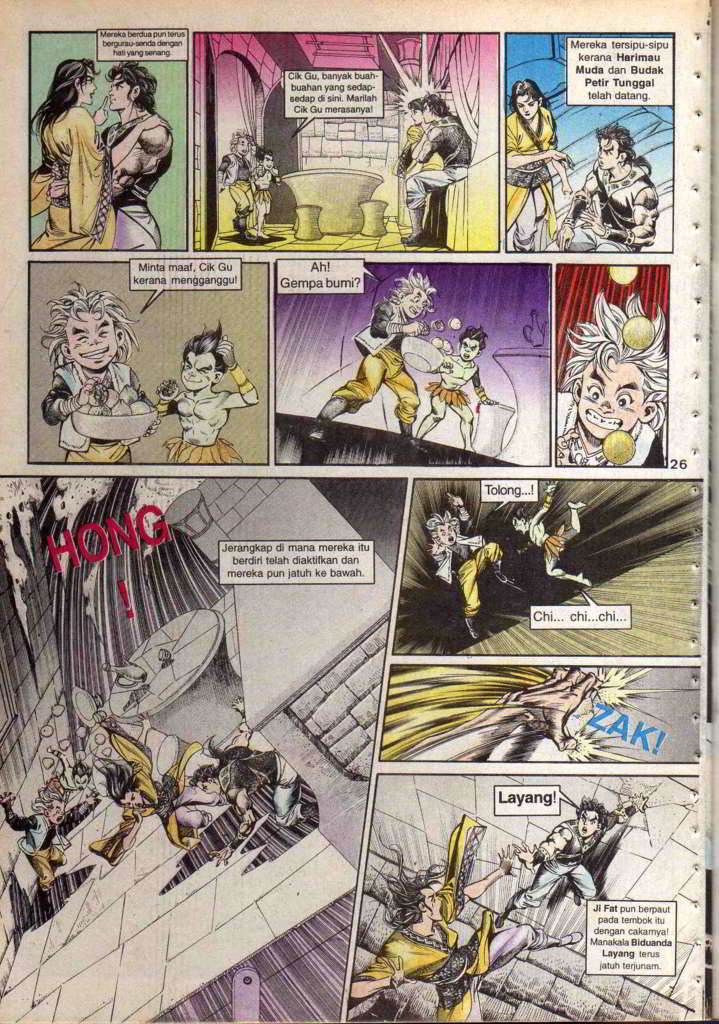 Mereka berdua pun terus
bergurau-senda dengan
hati yang senang.
Cik Gu, banyak buah-
buahan yang sedap-
sedap di sini. Marilah
Cik Gu merasanya!
Mereka tersipu-sipu
kerana Harimau
Muda dan Budak
Petir Tunggal
telah datang.
Minta maaf, Cik Gu
kerana mengganggu!
Ah!
Gempa bumi?
26
HONG
!
Jerangkap di mana mereka itu
berdiri telah diaktifkan dan
mereka pun jatuh ke bawah.
Tolong...!
Chi... chi...chi...
ZAK!
Layang!
Ji Fat pun berpaut
pada tembok itu
dengan cakarnya!
Manakala Biduanda
Layang terus
jatuh terjunam.